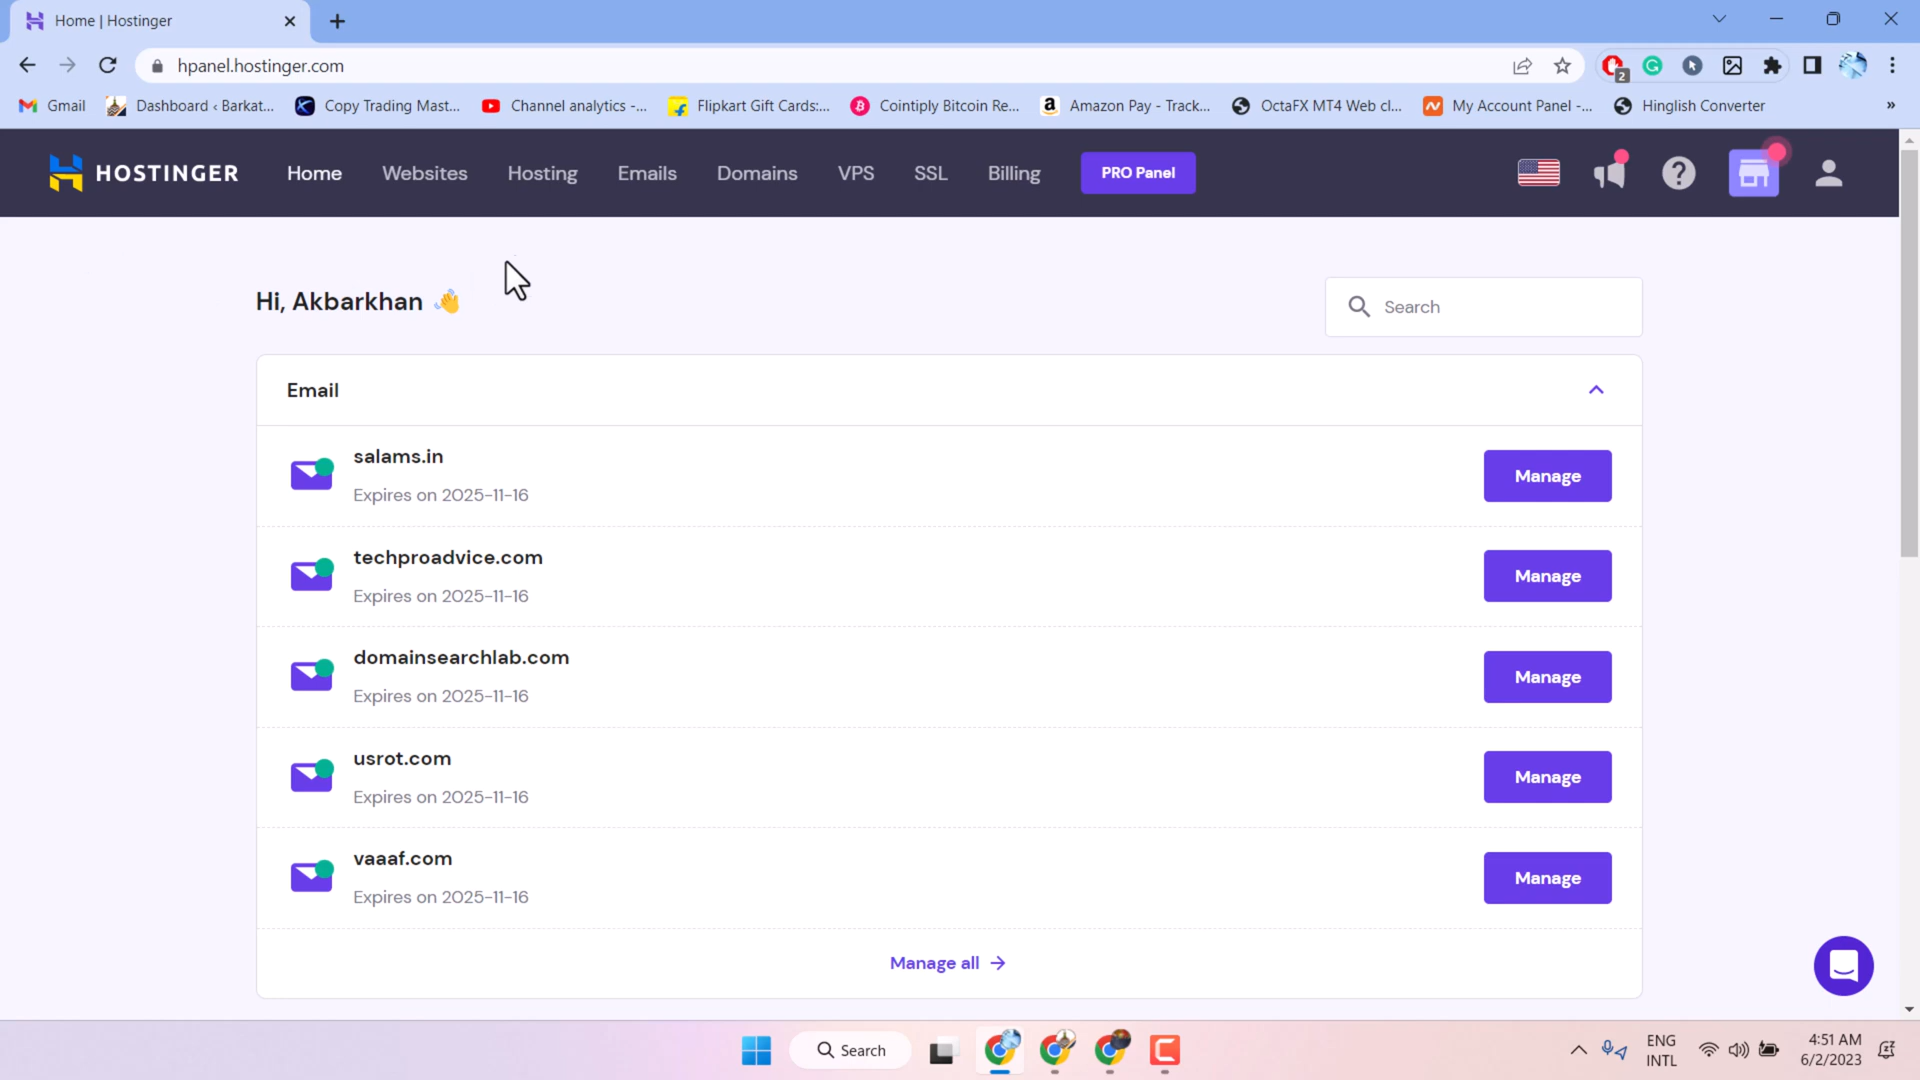 Home | Hostinger
hpanel.hostinger.com
2
Gmail
Dashboard ‹ Barkat...
Copy Trading Mast...
Channel analytics -...
Flipkart Gift Cards:...
Cointiply Bitcoin Re...
Amazon Pay - Track...
OctaFX MT4 Web cl...
My Account Panel -...
Hinglish Converter
»
HOSTINGER
Home
Websites
Hosting
Emails
Domains
VPS
SSL
Billing
PRO Panel
Hi, Akbarkhan 👋
Search
Email
salams.in
Expires on 2025-11-16
Manage
techproadvice.com
Expires on 2025-11-16
Manage
domainsearchlab.com
Expires on 2025-11-16
Manage
usrot.com
Expires on 2025-11-16
Manage
vaaaf.com
Expires on 2025-11-16
Manage
Manage all →
Search
ENG
INTL
4:51 AM
6/2/2023